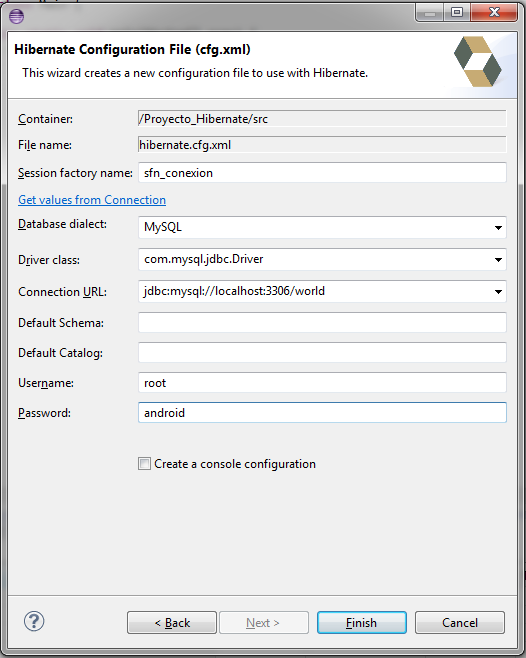 Hibernate Configuration File (cfg.xml)
This wizard creates a new configuration file to use with Hibernate.
Container: /Proyecto_Hibernate/src
File name: hibernate.cfg.xml
Session factory name: sfn_conexion
Get values from Connection
Database dialect: MySQL
Driver class: com.mysql.jdbc.Driver
Connection URL: jdbc:mysql://localhost:3306/world
Default Schema:
Default Catalog:
Username: root
Password: android
Create a console configuration
? < Back Next > Finish Cancel